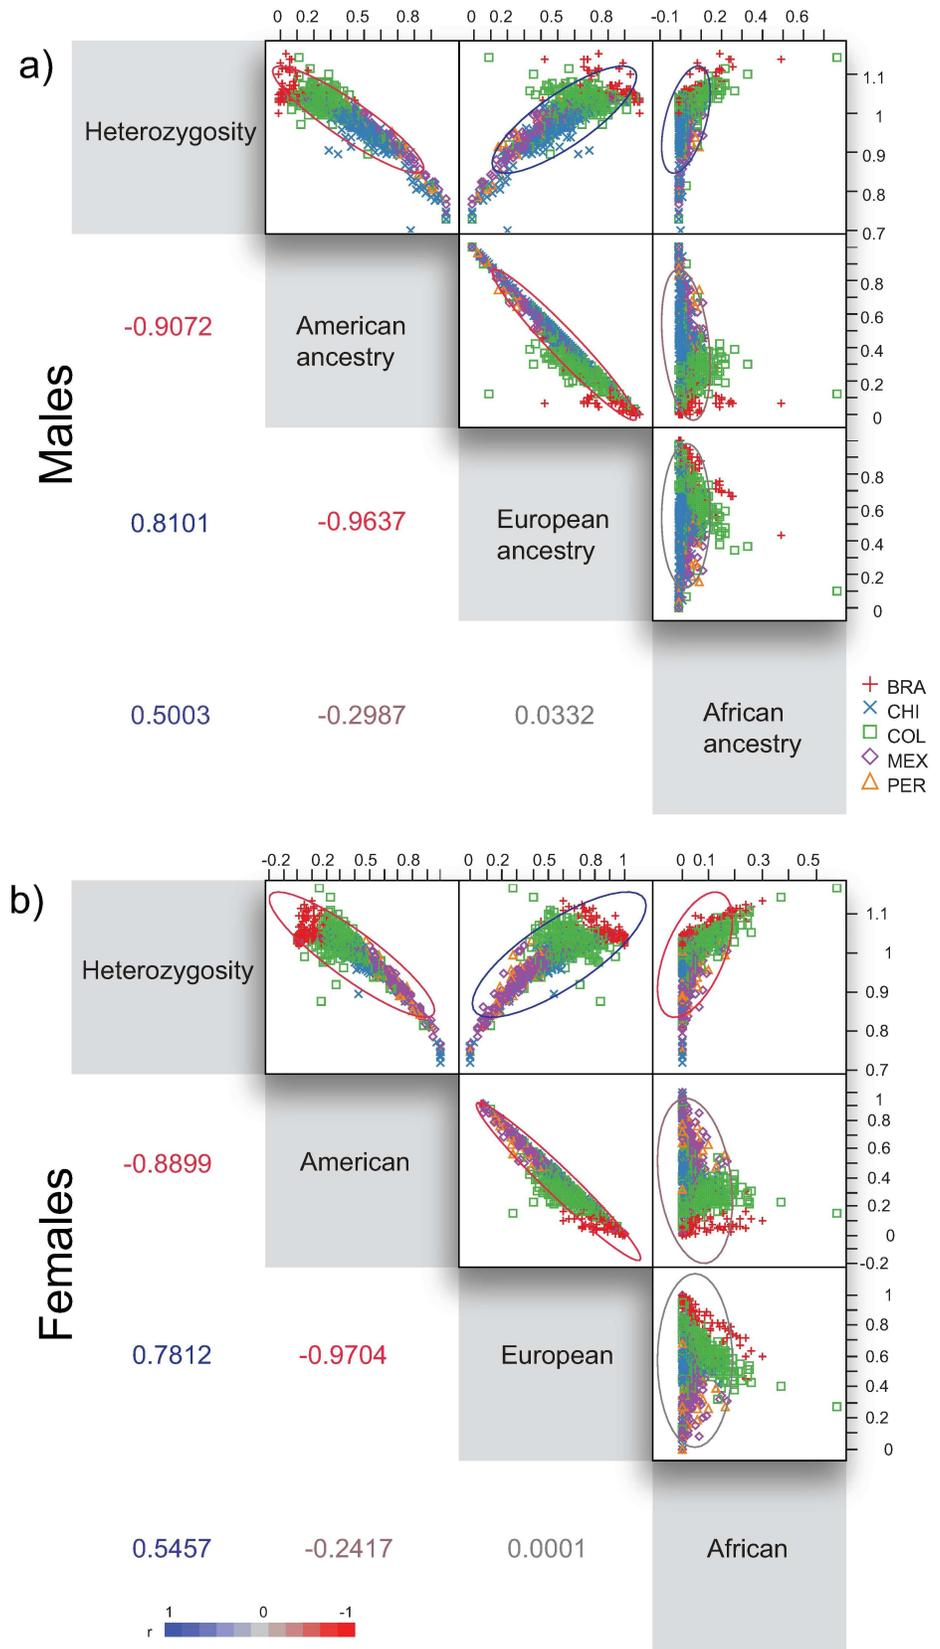 0 0.2 0.5 0.8 0 0.2 0.5 0.8 -0.1 0.2 0.4 0.6
a)
Heterozygosity
1.1
1
0.9
0.8
0.7
Males
-0.9072
American
ancestry
0.8
0.6
0.4
0.2
0
0.8101
-0.9637
European
ancestry
0.8
0.6
0.4
0.2
0
0.5003
-0.2987
0.0332
African
ancestry
BRA
CHI
COL
MEX
PER
-0.2 0.2 0.5 0.8 0 0.2 0.5 0.8 1 0 0.1 0.3 0.5
b)
Heterozygosity
1.1
1
0.9
0.8
0.7
Females
-0.8899
American
1
0.8
0.6
0.4
0.2
0
-0.2
0.7812
-0.9704
European
1
0.8
0.6
0.4
0.2
0
0.5457
-0.2417
0.0001
African
1 0 -1
r